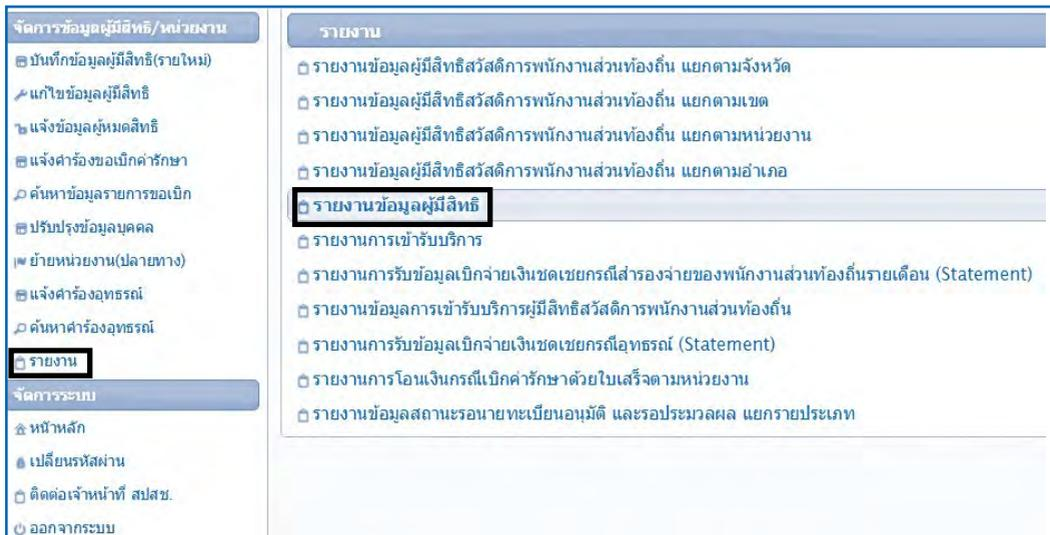 จัดการข้อมูลผู้มีสิทธิ/หน่วยงาน
บันทึกข้อมูลผู้มีสิทธิ(รายใหม่)
แก้ไขข้อมูลผู้มีสิทธิ
แจ้งข้อมูลผู้หมดสิทธิ
แจ้งคำร้องขอเบิกค่ารักษา
ค้นหาข้อมูลรายการขอเบิก
ปรับปรุงข้อมูลบุคคล
ย้ายหน่วยงาน(ปลายทาง)
แจ้งคำร้องอุทธรณ์
ค้นหาคำร้องอุทธรณ์
รายงาน
จัดการระบบ
หน้าหลัก
เปลี่ยนรหัสผ่าน
ติดต่อเจ้าหน้าที่ สปสช.
ออกจากระบบ
รายงาน
รายงานข้อมูลผู้มีสิทธิสวัสดิการพนักงานส่วนท้องถิ่น แยกตามจังหวัด
รายงานข้อมูลผู้มีสิทธิสวัสดิการพนักงานส่วนท้องถิ่น แยกตามเขต
รายงานข้อมูลผู้มีสิทธิสวัสดิการพนักงานส่วนท้องถิ่น แยกตามหน่วยงาน
รายงานข้อมูลผู้มีสิทธิสวัสดิการพนักงานส่วนท้องถิ่น แยกตามอำเภอ
รายงานข้อมูลผู้มีสิทธิ
รายงานการเข้ารับบริการ
รายงานการรับข้อมูลเบิกจ่ายเงินชดเชยกรณีสำรองจ่ายของพนักงานส่วนท้องถิ่นรายเดือน (Statement)
รายงานข้อมูลการเข้ารับบริการผู้มีสิทธิสวัสดิการพนักงานส่วนท้องถิ่น
รายงานการรับข้อมูลเบิกจ่ายเงินชดเชยกรณีอุทธรณ์ (Statement)
รายงานการโอนเงินกรณีเบิกค่ารักษาด้วยใบเสร็จตามหน่วยงาน
รายงานข้อมูลสถานะรอนายทะเบียนอนุมัติ และรอประมวลผล แยกรายประเภท